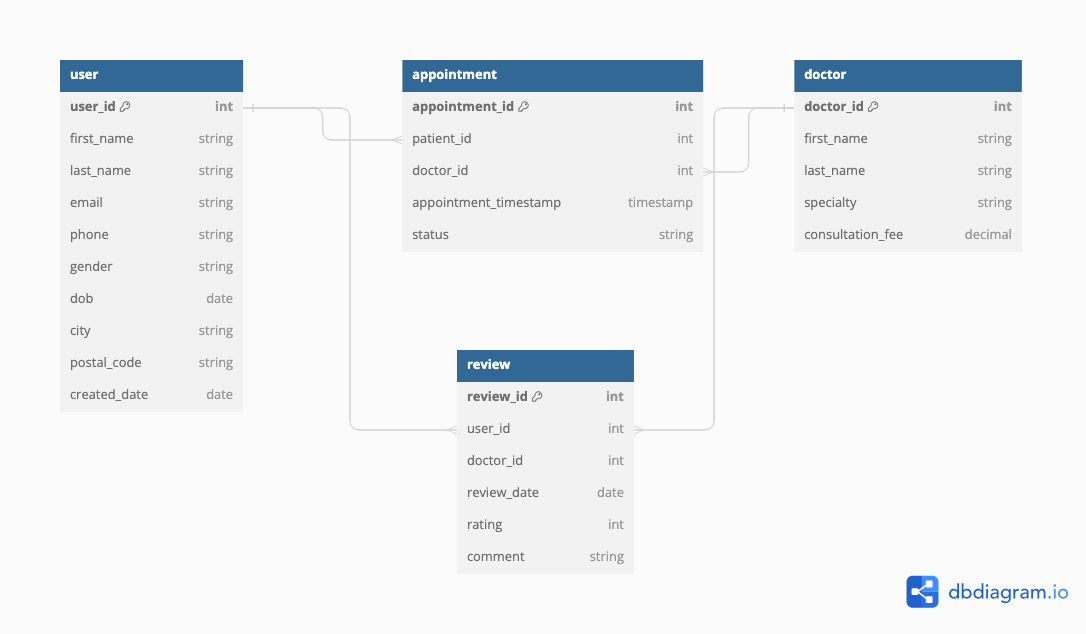 user
user_id int
first_name string
last_name string
email string
phone string
gender string
dob date
city string
postal_code string
created_date date
appointment
appointment_id int
patient_id int
doctor_id int
appointment_timestamp timestamp
status string
doctor
doctor_id int
first_name string
last_name string
specialty string
consultation_fee decimal
review
review_id int
user_id int
doctor_id int
review_date date
rating int
comment string
dbdiagram.io